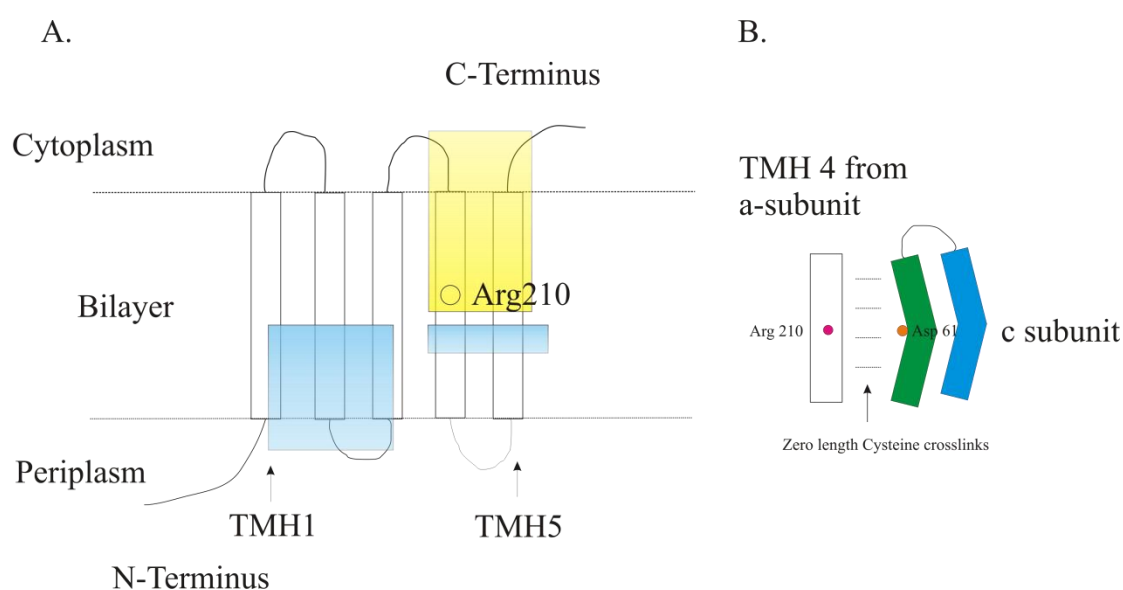 A.
C-Terminus
Cytoplasm
Bilayer
Arg210
Periplasm
TMH1
TMH5
N-Terminus
B.
TMH 4 from
a-subunit
Arg 210
Asp 61
c subunit
Zero length Cysteine crosslinks